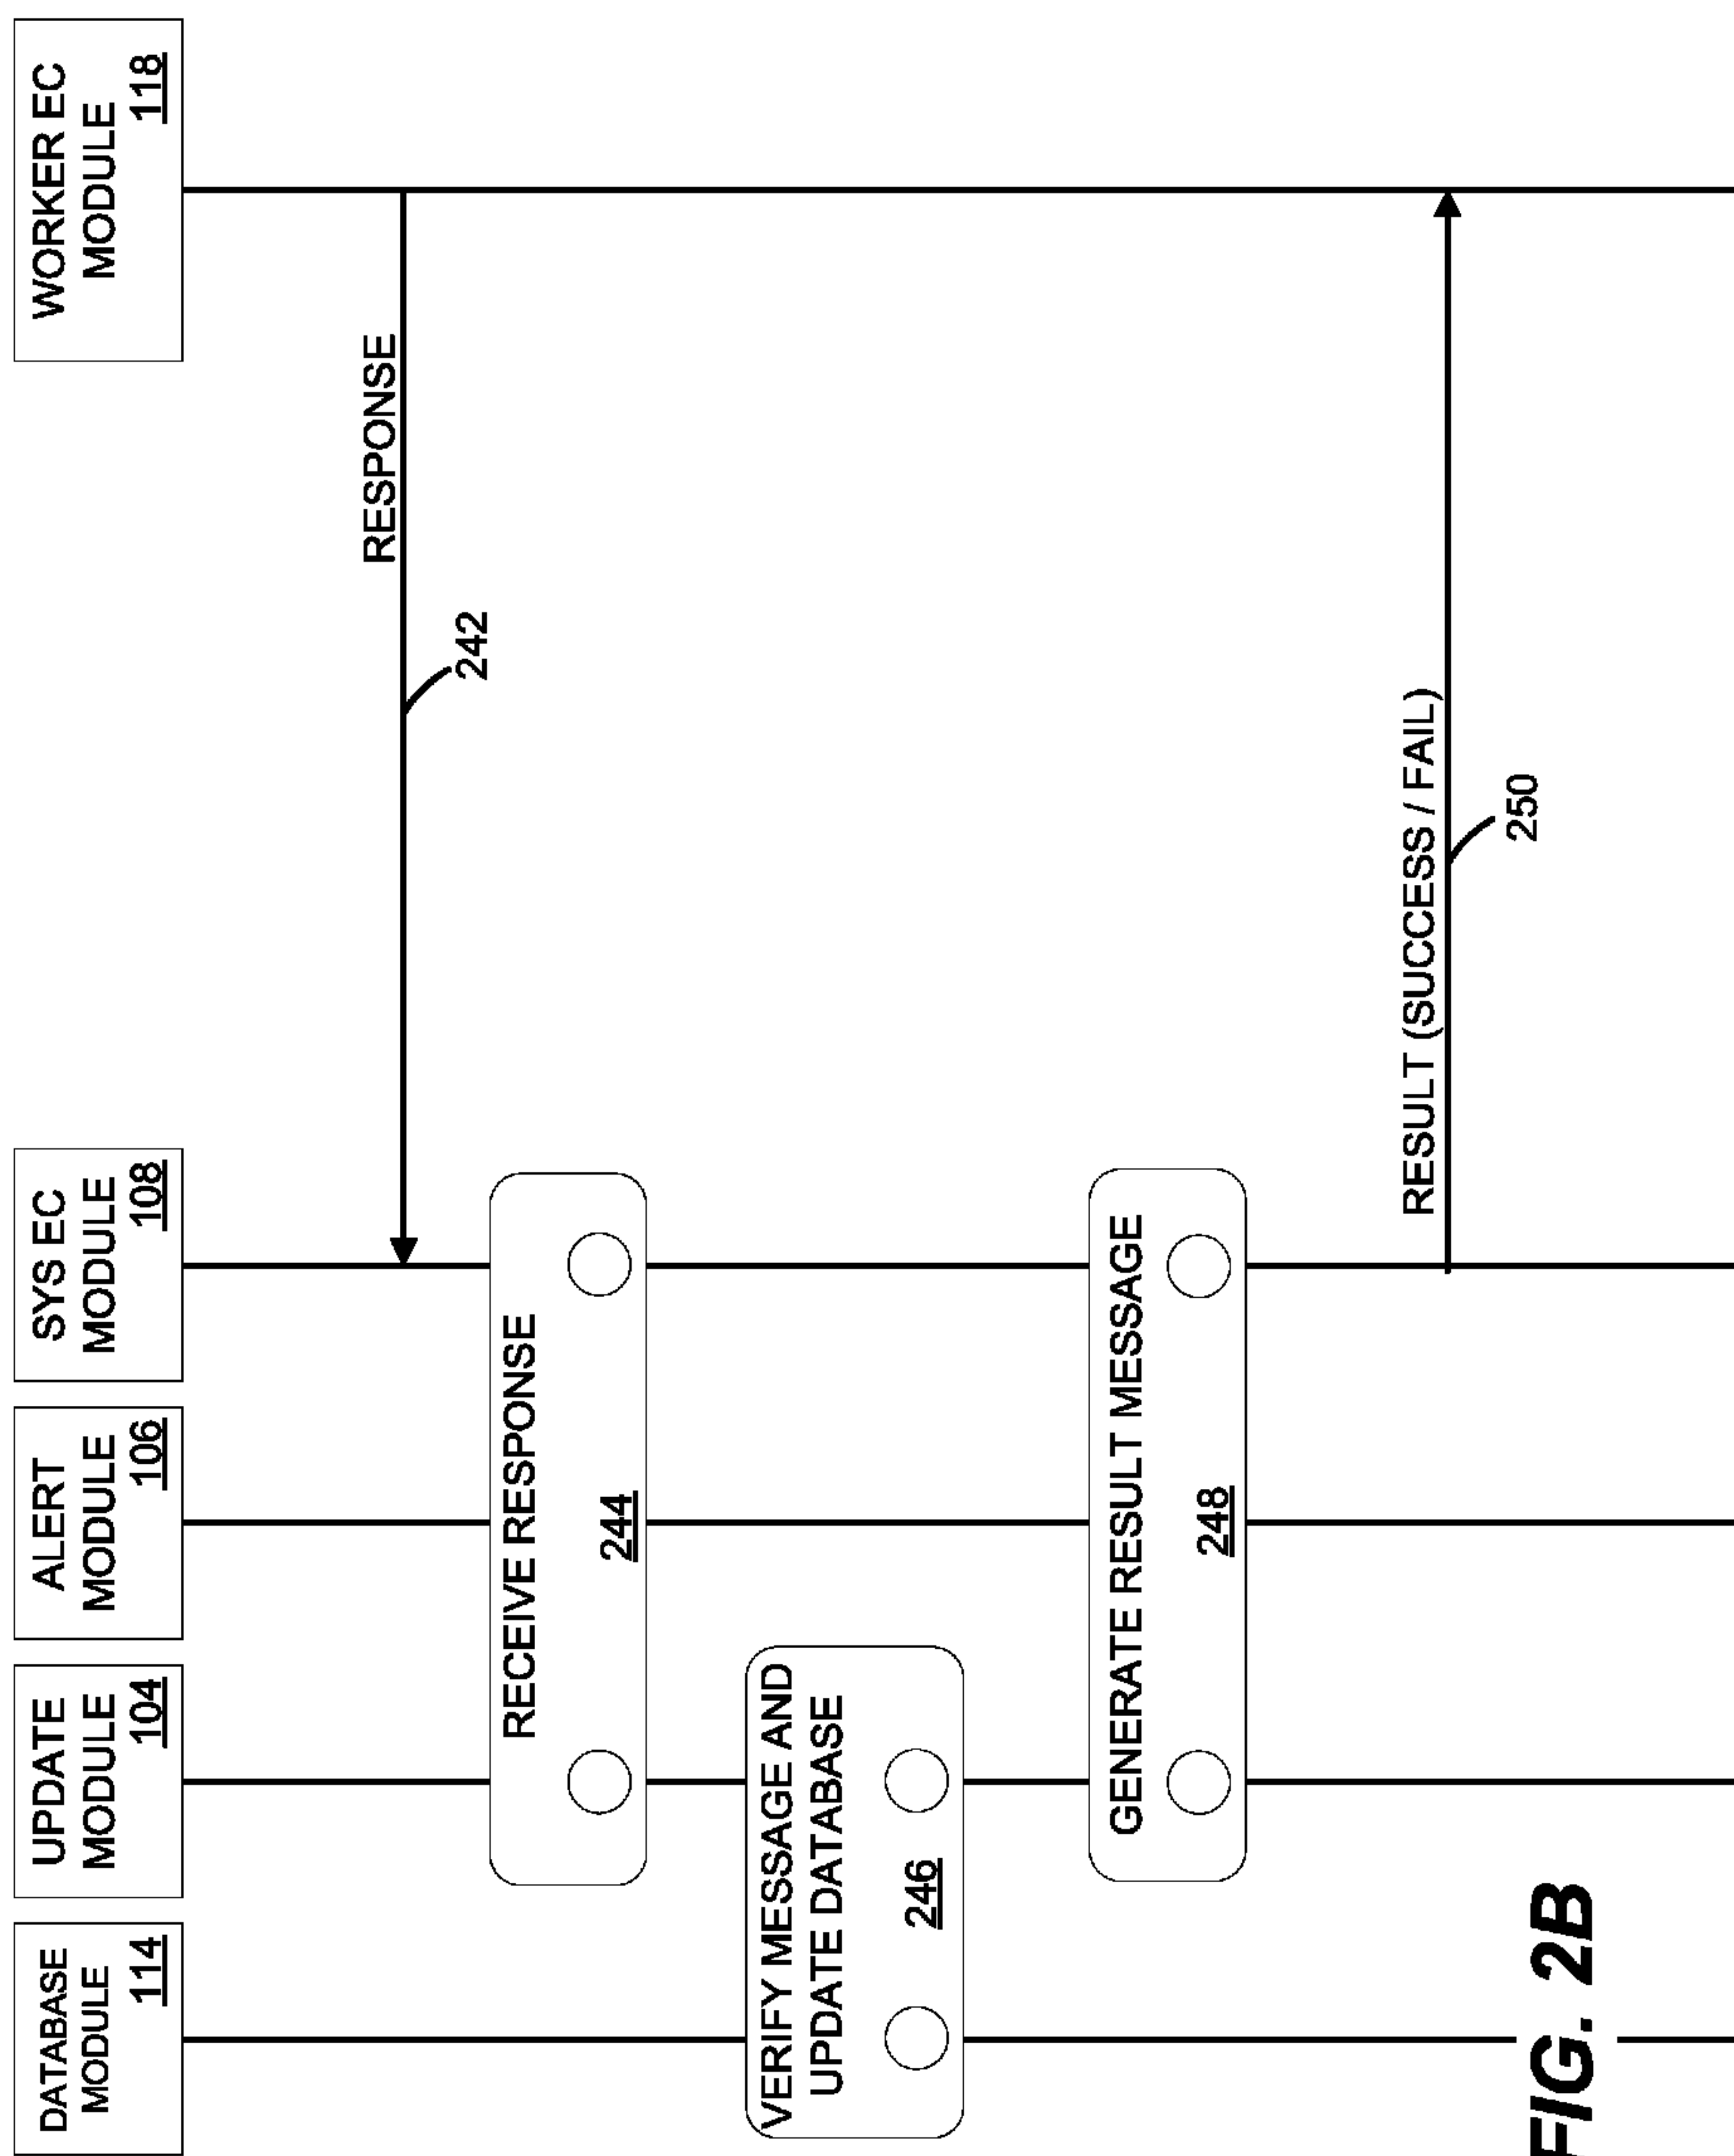 DATABASE
MODULE
114
UPDATE
MODULE
104
ALERT
MODULE
106
SYS EC
MODULE
108
WORKER EC
MODULE
118
RESPONSE
242
RECEIVE RESPONSE
244
VERIFY MESSAGE AND
UPDATE DATABASE
246
GENERATE RESULT MESSAGE
248
RESULT (SUCCESS / FAIL)
250
FIG. 2B